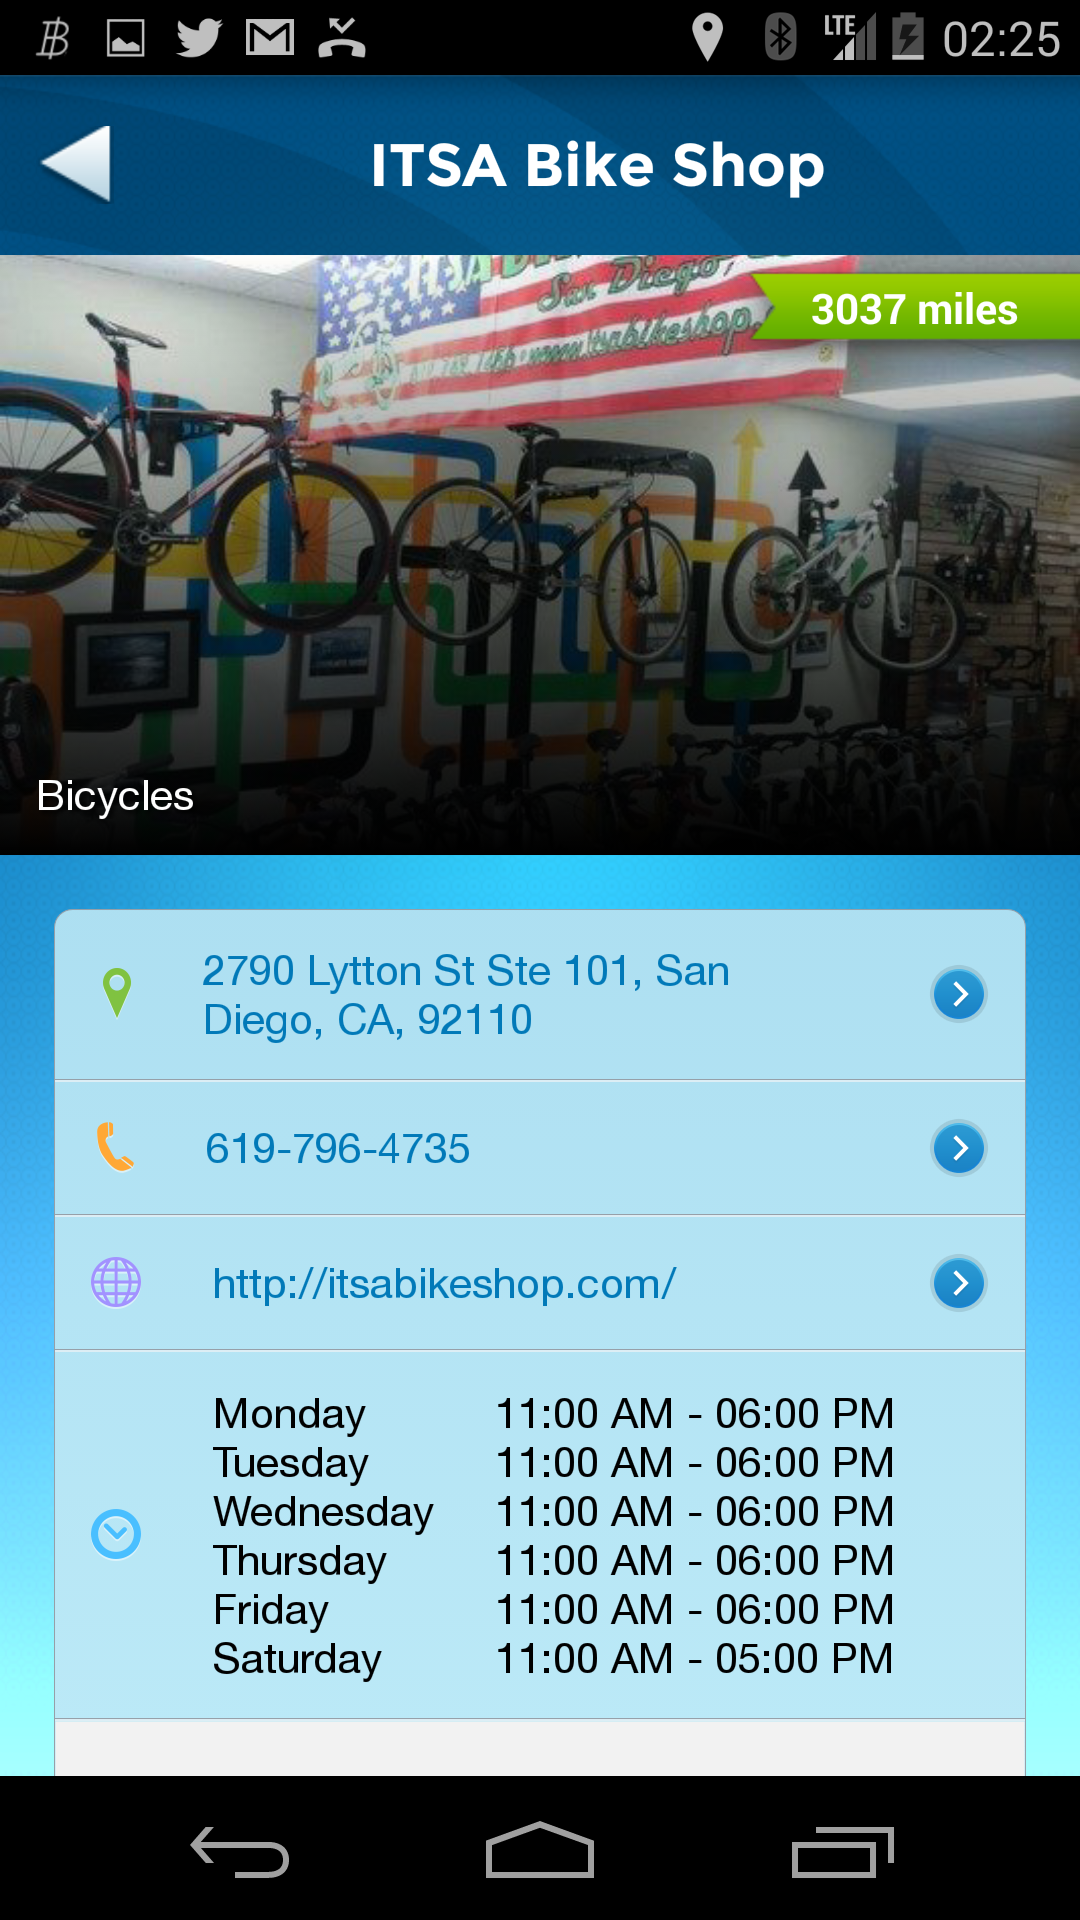 LTE 02:25
ITSA Bike Shop
ITSA
San Diego,
3037 miles
www.itsabikeshop.
Bicycles
2790 Lytton St Ste 101, San
Diego, CA, 92110
619-796-4735
http://itsabikeshop.com/
Monday 11:00 AM - 06:00 PM
Tuesday 11:00 AM - 06:00 PM
Wednesday 11:00 AM - 06:00 PM
Thursday 11:00 AM - 06:00 PM
Friday 11:00 AM - 06:00 PM
Saturday 11:00 AM - 05:00 PM